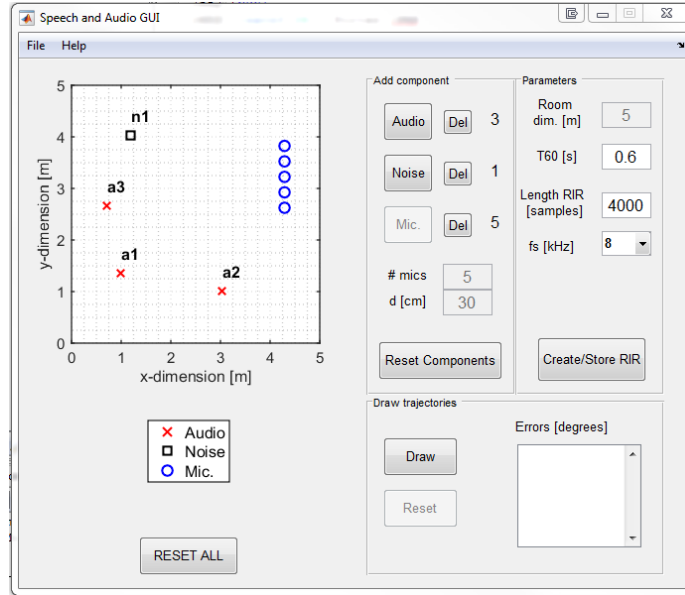 Speech and Audio GUI
File Help
5
4
3
2
1
0
0 1 2 3 4 5
y-dimension [m]
x-dimension [m]
n1
a3
a1
a2
Audio
Noise
Mic.
RESET ALL
Add component
Audio Del 3
Noise Del 1
Mic. Del 5
# mics 5
d [cm] 30
Reset Components
Parameters
Room
dim. [m] 5
T60 [s] 0.6
Length RIR
[samples] 4000
fs [kHz] 8
Create/Store RIR
Draw trajectories
Draw
Reset
Errors [degrees]